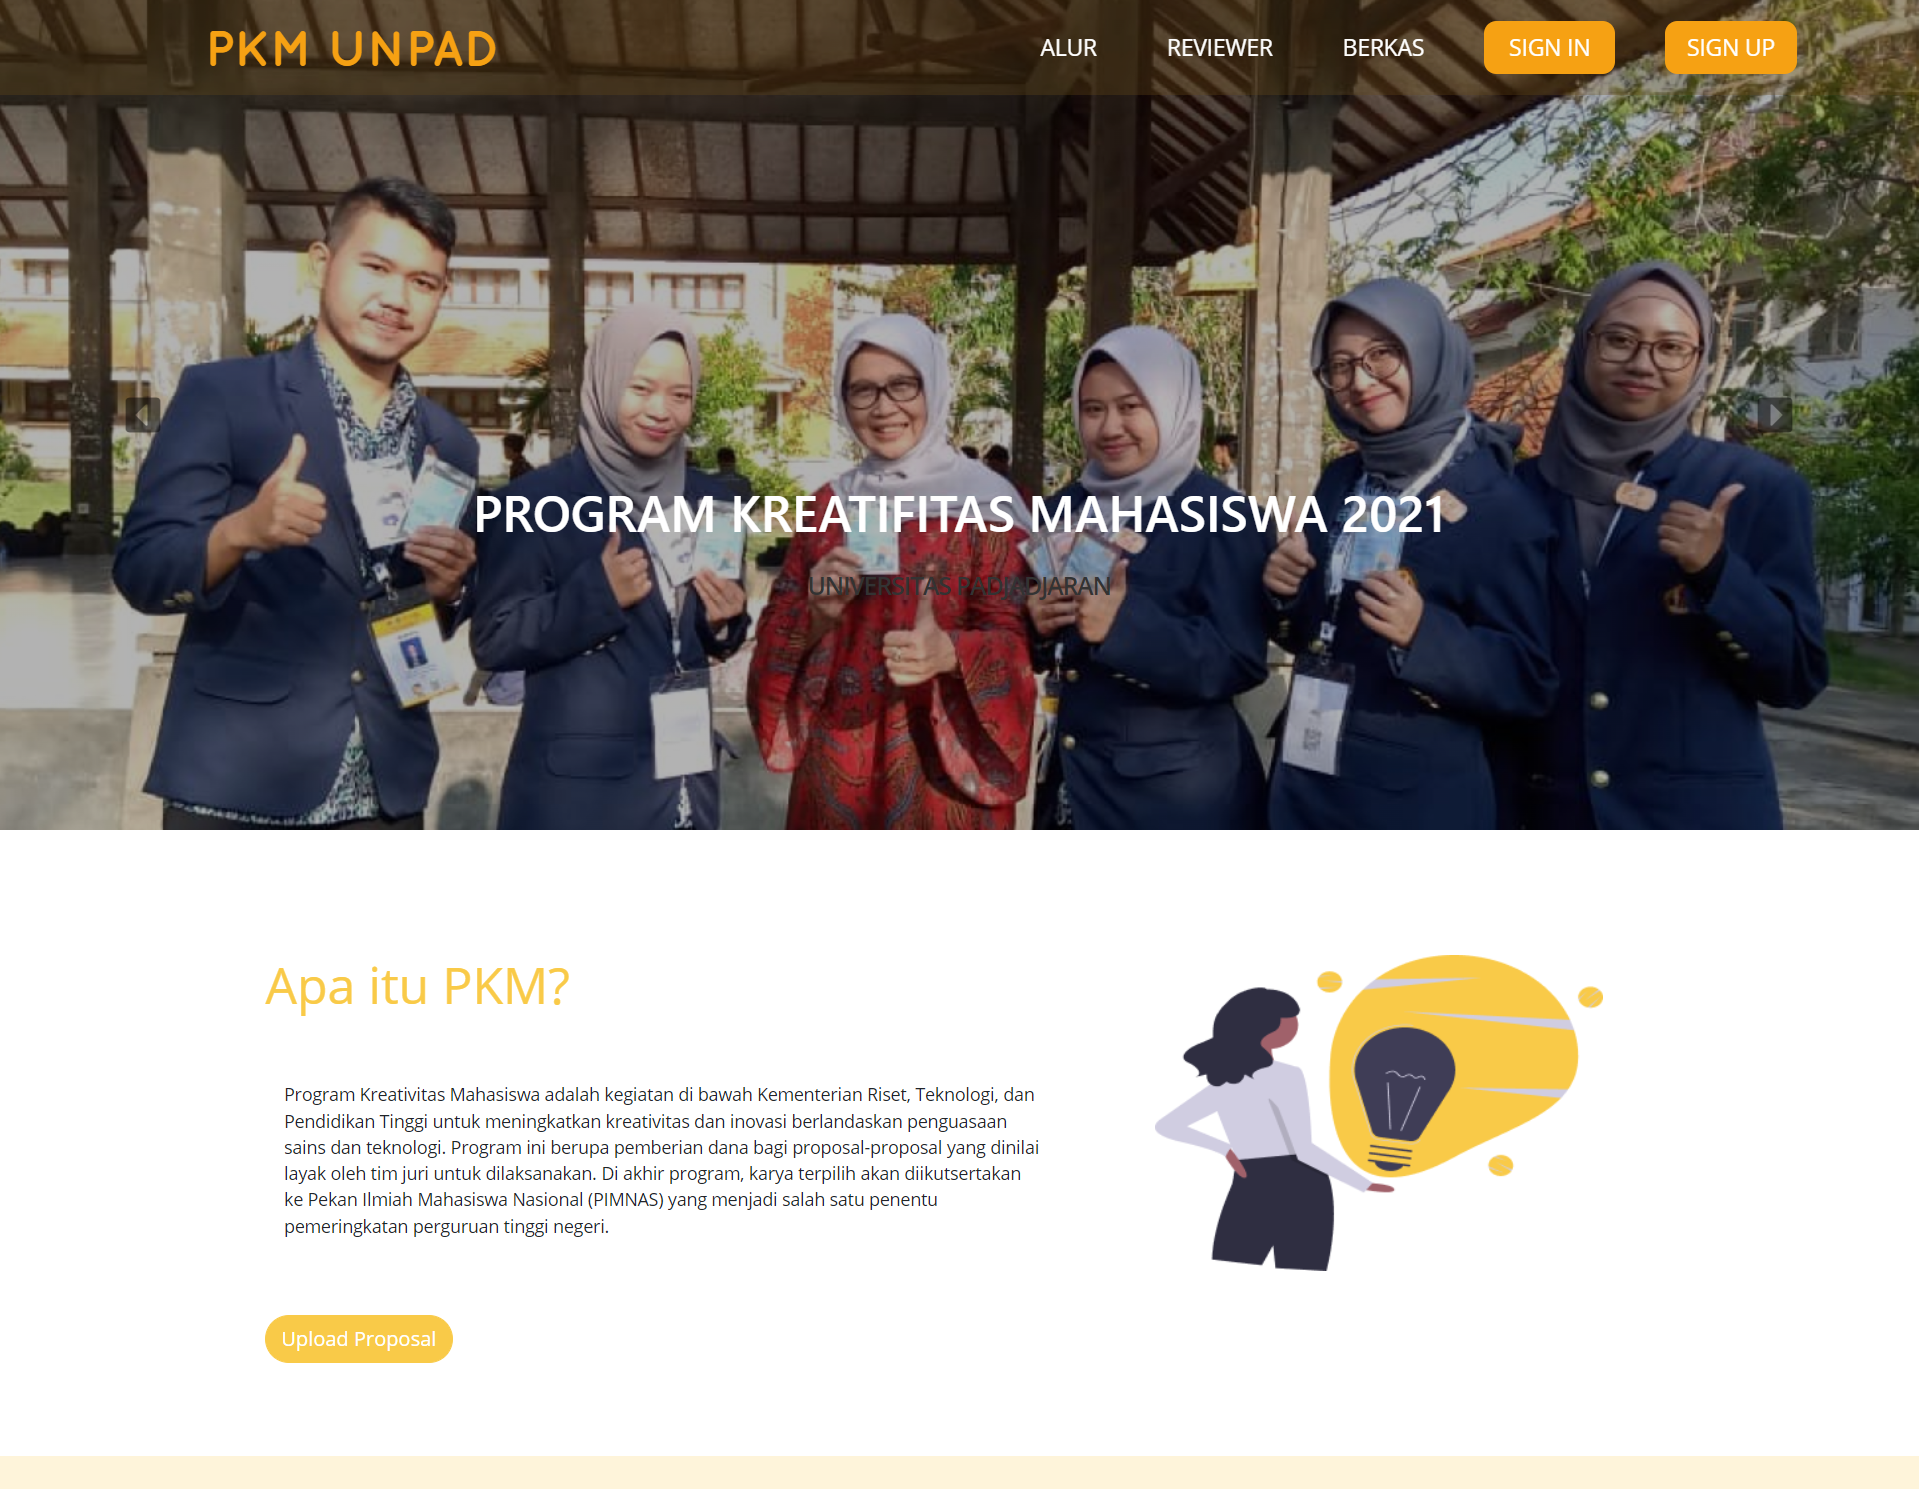 PKM UNPAD
ALUR
REVIEWER
BERKAS
SIGN IN
SIGN UP
PROGRAM KREATIFITAS MAHASISWA 2021
UNIVERSITAS PADJADJARAN
Apa itu PKM?
Program Kreativitas Mahasiswa adalah kegiatan di bawah Kementerian Riset, Teknologi, dan
Pendidikan Tinggi untuk meningkatkan kreativitas dan inovasi berlandaskan penguasaan
sains dan teknologi. Program ini berupa pemberian dana bagi proposal-proposal yang dinilai
layak oleh tim juri untuk dilaksanakan. Di akhir program, karya terpilih akan diikutsertakan
ke Pekan Ilmiah Mahasiswa Nasional (PIMNAS) yang menjadi salah satu penentu
pemeringkatan perguruan tinggi negeri.
Upload Proposal